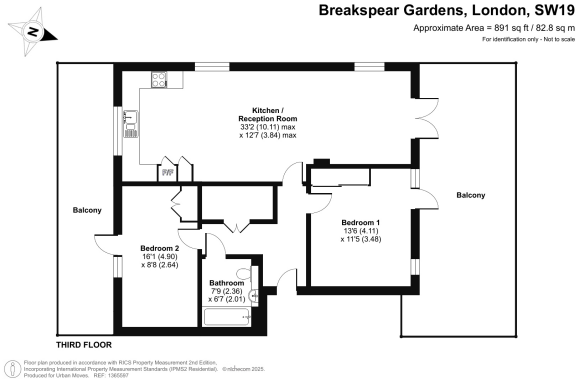 Breakspear Gardens, London, SW19
Approximate Area = 891 sq ft / 82.8 sq m
For identification only - Not to scale
N
Kitchen /
Reception Room
33'2 (10.11) max
x 12'7 (3.84) max
F/F
Balcony
Balcony
Bedroom 1
13'6 (4.11)
x 11'5 (3.48)
Bedroom 2
16'1 (4.90)
x 8'8 (2.64)
Bathroom
7'9 (2.36)
x 6'7 (2.01)
THIRD FLOOR
Floor plan produced in accordance with RICS Property Measurement 2nd Edition,
Incorporating International Property Measurement Standards (IPMS2 Residential). ©nichecom 2025.
Produced for Urban Moves. REF: 1365597